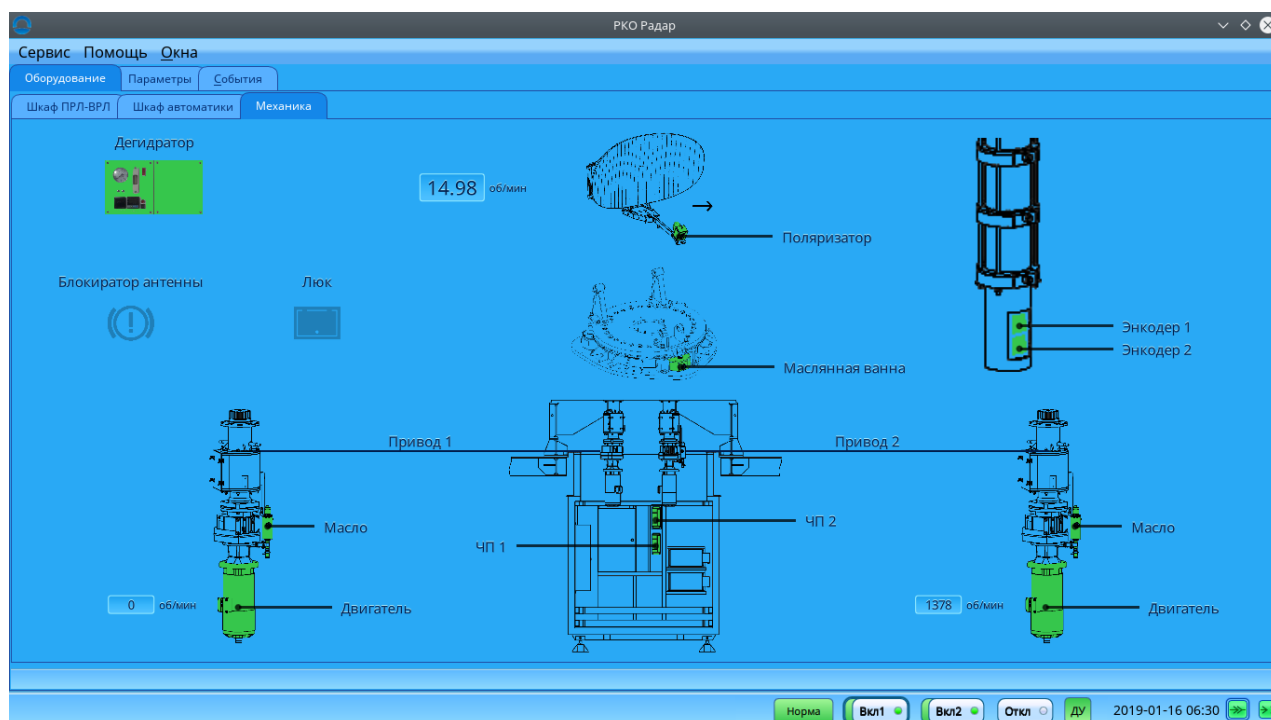 РКО Радар
Сервис Помощь Окна
Оборудование Параметры События
Шкаф ПРЛ-ВРЛ Шкаф автоматики Механика
Дегидратор
14.98 об/мин
Поляризатор
Блокиратор антенны Люк
Энкодер 1
Энкодер 2
Маслянная ванна
Привод 1 Привод 2
Масло ЧП 2 Масло
ЧП 1
0 об/мин Двигатель 1378 об/мин Двигатель
Норма Вкл1 Вкл2 Откл ДУ 2019-01-16 06:30